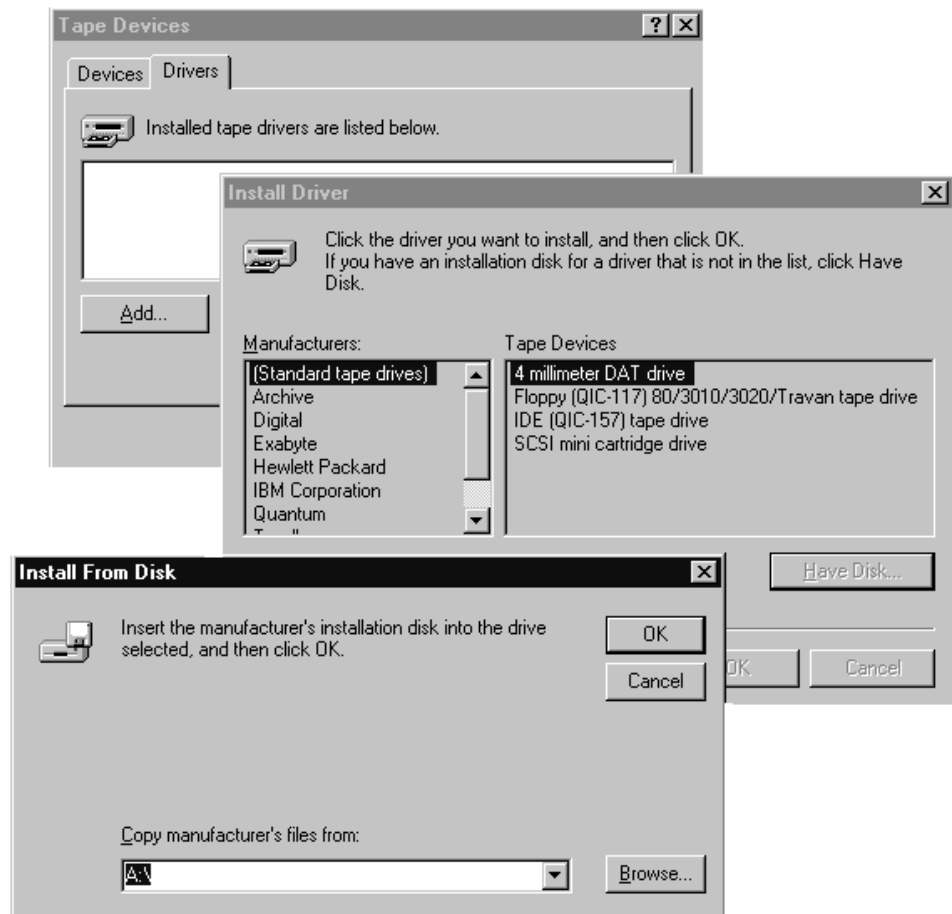 Tape Devices
Devices
Drivers
Installed tape drivers are listed below.
Add...
Install Driver
Click the driver you want to install, and then click OK.
If you have an installation disk for a driver that is not in the list, click Have
Disk.
Manufacturers:
(Standard tape drives)
Archive
Digital
Exabyte
Hewlett Packard
IBM Corporation
Quantum
Tape Devices
4 millimeter DAT drive
Floppy (QIC-117) 80/3010/3020/Travan tape drive
IDE (QIC-157) tape drive
SCSI mini cartridge drive
Have Disk...
OK
Cancel
Install From Disk
Insert the manufacturer's installation disk into the drive
selected, and then click OK.
OK
Cancel
Copy manufacturer's files from:
A:\
Browse...